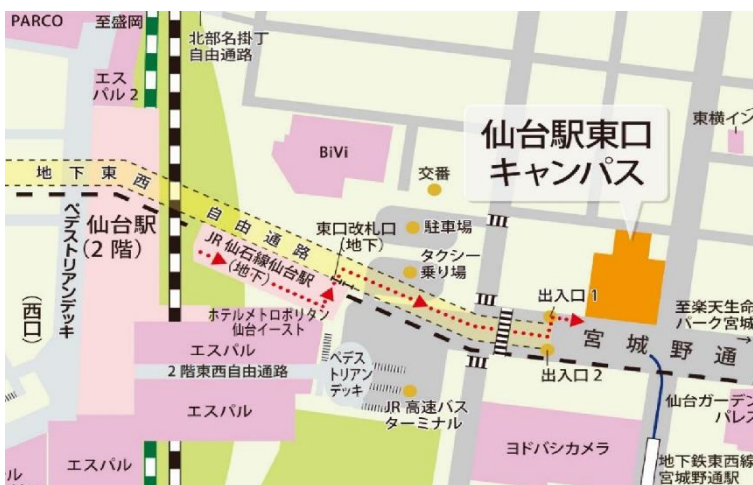 PARCO
至盛岡
北部名掛丁
自由通路
エス
パル2
BiVi
交番
仙台駅東口
キャンパス
東横イン
地下東西
自由通路
仙台駅
(2階)
ペデストリアンデッキ
(西口)
JR仙石線仙台駅
(地下)
東口改札口
(地下)
駐車場
タクシー
乗り場
出入口1
至楽天生命
パーク宮城
宮城野通
ホテルメトロポリタン
仙台イースト
エスパル
2階東西自由通路
ペデス
トリアン
デッキ
出入口2
エスパル
JR高速バス
ターミナル
仙台ガーデン
パレス
ヨドバシカメラ
エスパル
ル
地下鉄東西線
宮城野通駅